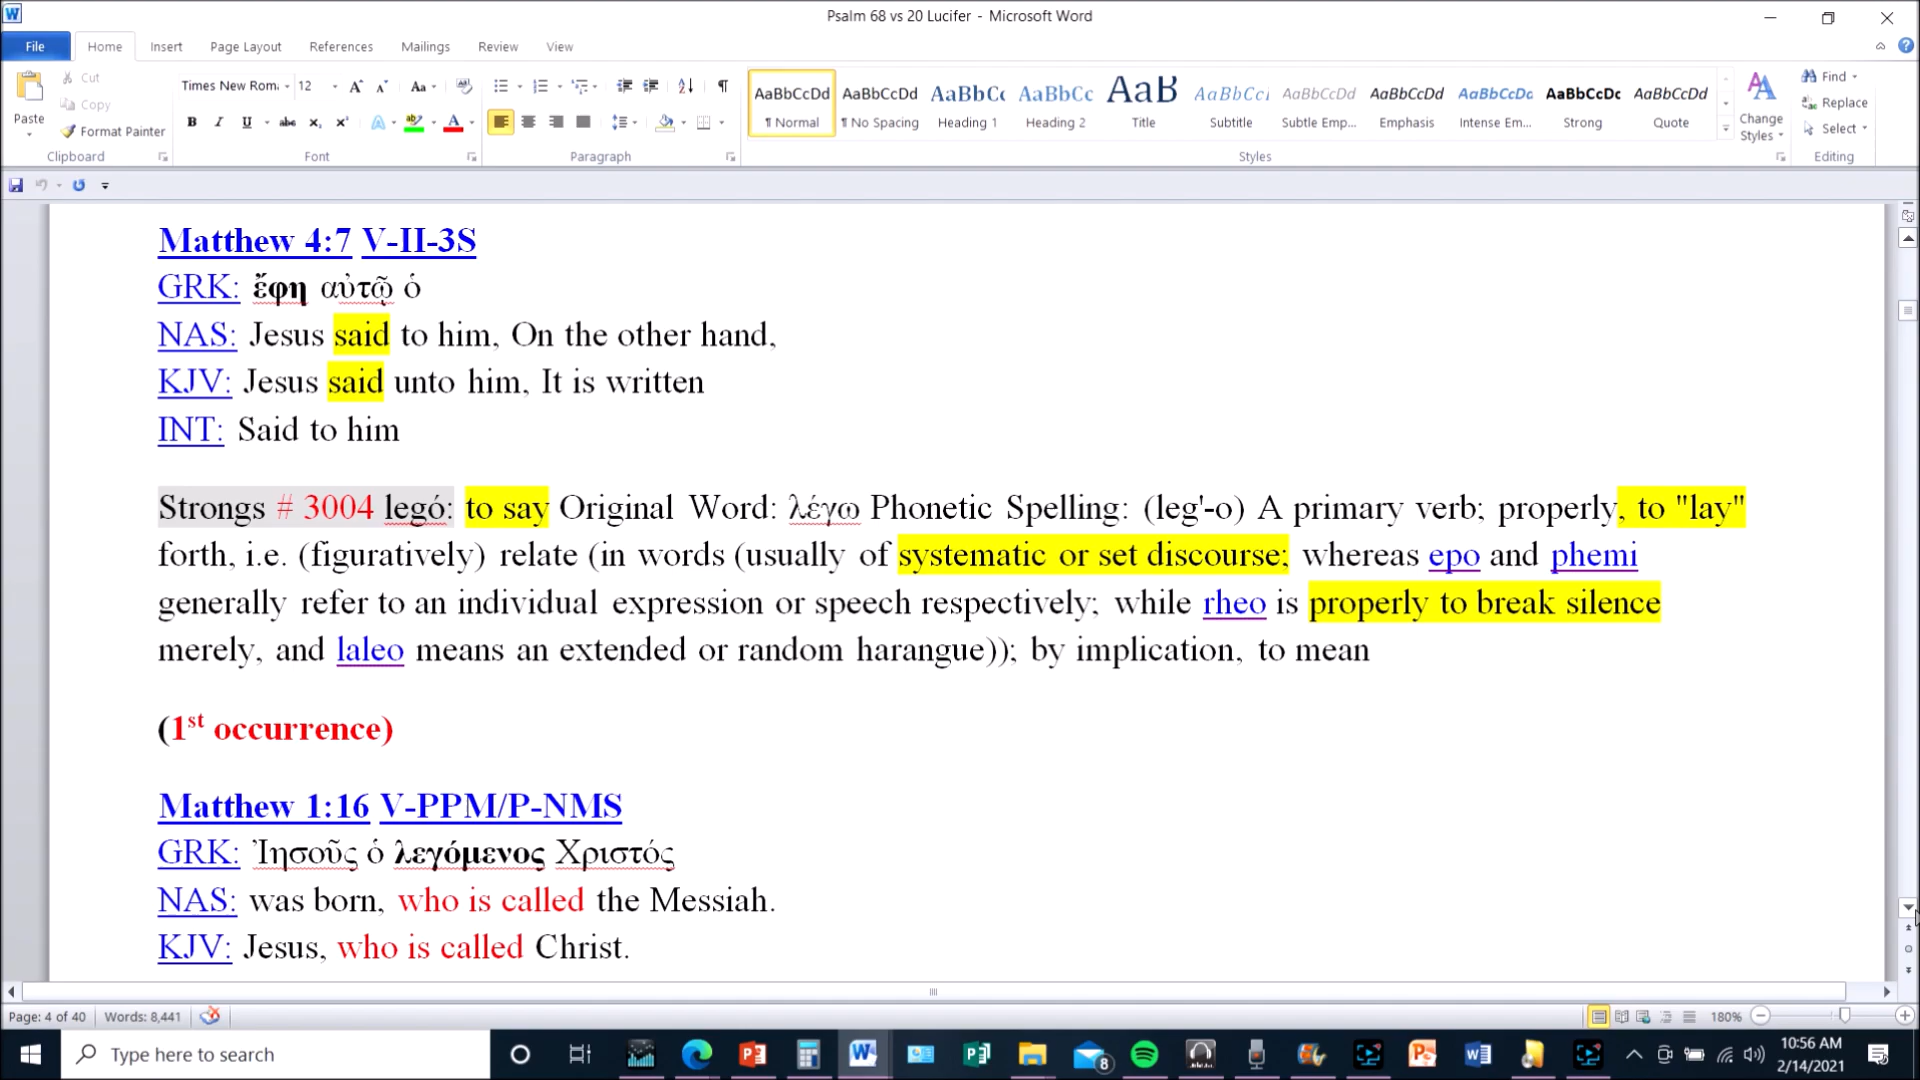 Psalm 68 vs 20 Lucifer - Microsoft Word
File Home Insert Page Layout References Mailings Review View
Paste
Cut
Copy
Format Painter
Clipboard
Times New Rom 12
Font
Paragraph
AaBbCcDd AaBbCcDd AaBbCc AaBbCc AaB AaBbCcI AaBbCcDd AaBbCcDd AaBbCcDc AaBbCcDc AaBbCcDd
¶ Normal ¶ No Spacing Heading 1 Heading 2 Title Subtitle Subtle Emp... Emphasis Intense Em... Strong Quote
Styles
Change Styles
Find
Replace
Select
Editing
Matthew 4:7 V-II-3S
GRK: ἔφη αὐτῷ ὁ
NAS: Jesus said to him, On the other hand,
KJV: Jesus said unto him, It is written
INT: Said to him
Strongs # 3004 legó: to say Original Word: λέγω Phonetic Spelling: (leg'-o) A primary verb; properly, to "lay"
forth, i.e. (figuratively) relate (in words (usually of systematic or set discourse; whereas epo and phemi
generally refer to an individual expression or speech respectively; while rheo is properly to break silence
merely, and laleo means an extended or random harangue)); by implication, to mean
(1st occurrence)
Matthew 1:16 V-PPM/P-NMS
GRK: Ἰησοῦς ὁ λεγόμενος Χριστός
NAS: was born, who is called the Messiah.
KJV: Jesus, who is called Christ.
Page: 4 of 40 Words: 8,441 180%
Type here to search
8
10:56 AM
2/14/2021